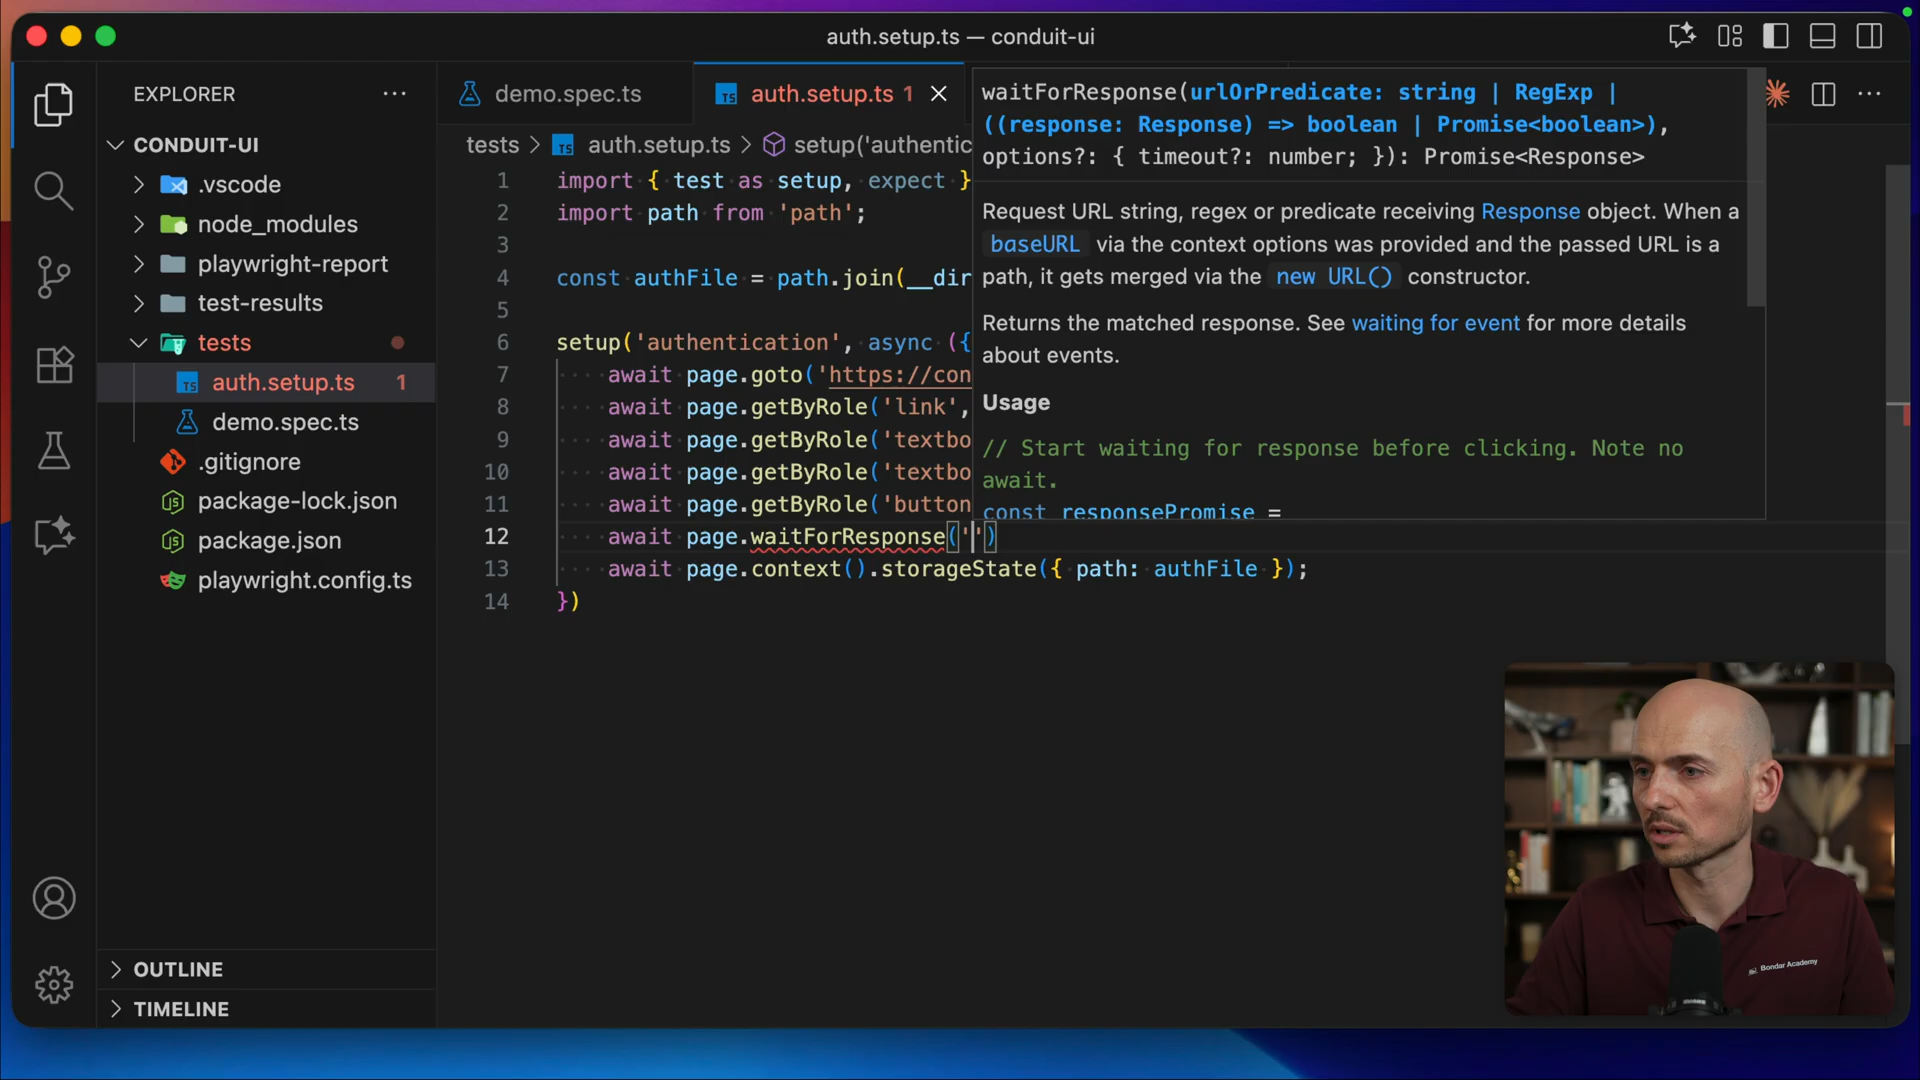 auth.setup.ts — conduit-ui
EXPLORER
CONDUIT-UI
.vscode
node_modules
playwright-report
test-results
tests
auth.setup.ts 1
demo.spec.ts
.gitignore
package-lock.json
package.json
playwright.config.ts
OUTLINE
TIMELINE
demo.spec.ts
auth.setup.ts 1
tests > auth.setup.ts > setup('authentic
1 import { test as setup, expect }
2 import path from 'path';
3
4 const authFile = path.join(__dir
5
6 setup('authentication', async ({
7 await page.goto('https://con
8 await page.getByRole('link',
9 await page.getByRole('textbo
10 await page.getByRole('textbo
11 await page.getByRole('button
12 await page.waitForResponse('')
13 await page.context().storageState({ path: authFile });
14 })
waitForResponse(urlOrPredicate: string | RegExp |
((response: Response) => boolean | Promise<boolean>),
options?: { timeout?: number; }): Promise<Response>
Request URL string, regex or predicate receiving Response object. When a
baseURL via the context options was provided and the passed URL is a
path, it gets merged via the new URL() constructor.
Returns the matched response. See waiting for event for more details
about events.
Usage
// Start waiting for response before clicking. Note no
await.
const responsePromise =
Bondar Academy